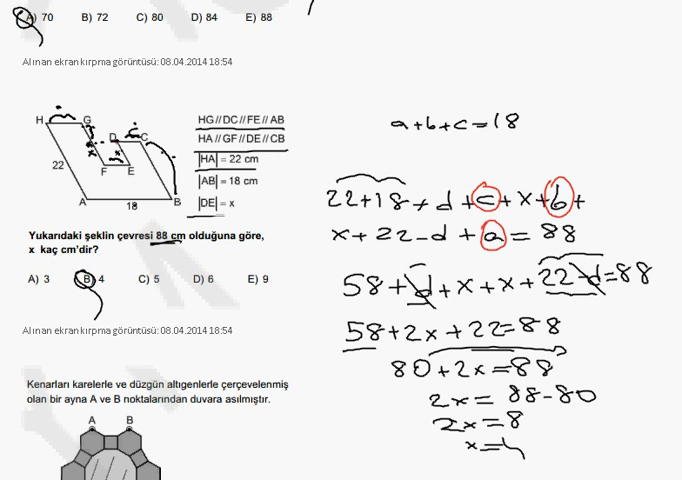 A) 70 B) 72 C) 80 D) 84 E) 88
Alınan ekran kırpma görüntüsü: 08.04.2014 18:54
H G D C
F E
A B
22
18
a b c x
HG//DC//FE//AB
HA//GF//DE//CB
|HA| = 22 cm
|AB| = 18 cm
|DE| = x
Yukarıdaki şeklin çevresi 88 cm olduğuna göre,
x kaç cm'dir?
A) 3 B) 4 C) 5 D) 6 E) 9
Alınan ekran kırpma görüntüsü: 08.04.2014 18:54
Kenarları karelerle ve düzgün altıgenlerle çerçevelenmiş
olan bir ayna A ve B noktalarından duvara asılmıştır.
A B
a+b+c=18
22+18+d+c+x+b+
x+22-d+a=88
58+d+x+x+22-d=88
58+2x+22=88
80+2x=88
2x=88-80
2x=8
x=4